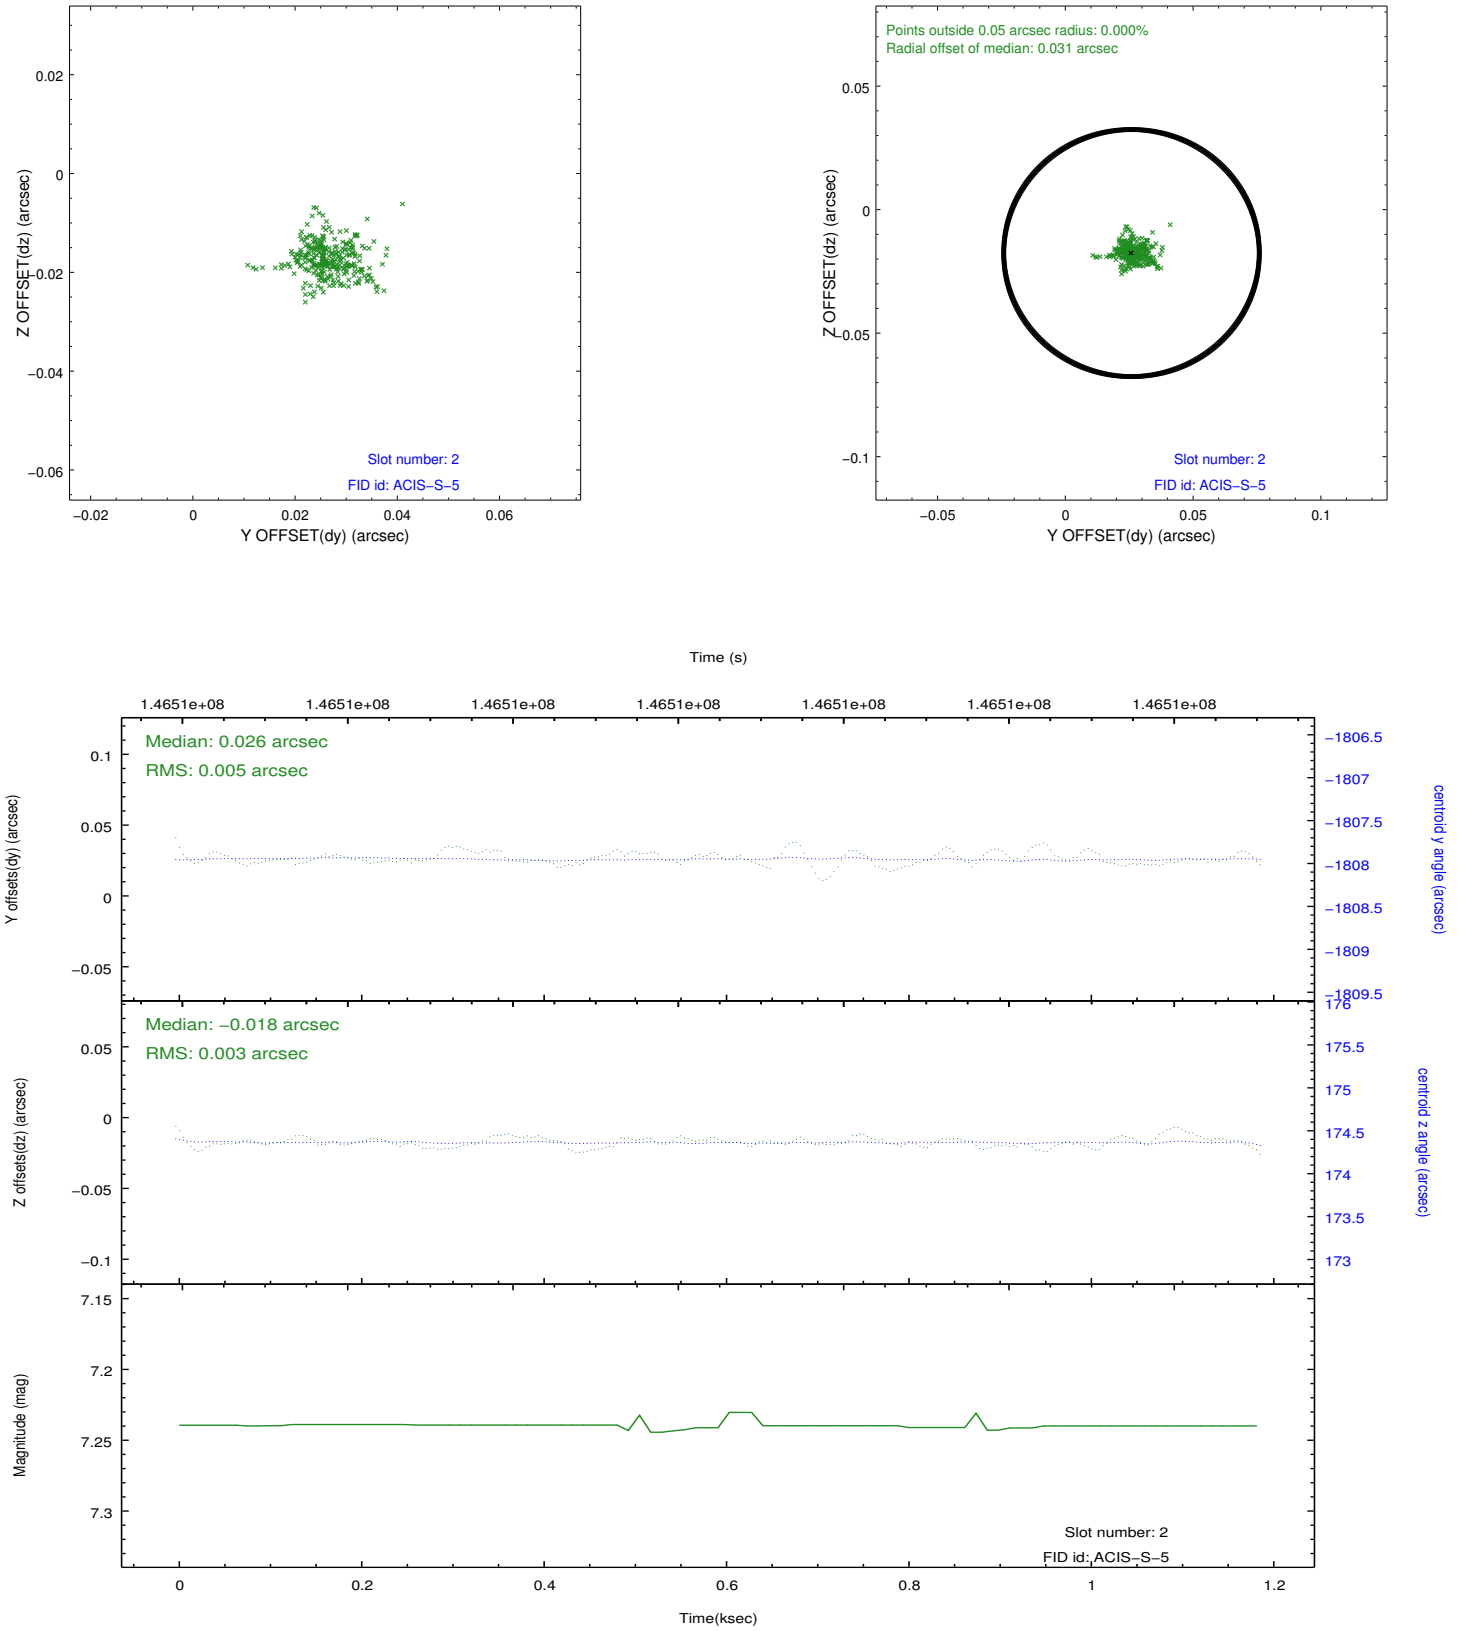 0.02
0
−0.02
−0.04
−0.06
Z OFFSET(dz) (arcsec)
Slot number: 2
FID id: ACIS−S−5
−0.02
0
0.02
0.04
0.06
Y OFFSET(dy) (arcsec)
Points outside 0.05 arcsec radius: 0.000%
Radial offset of median: 0.031 arcsec
0.05
0
−0.05
−0.1
Z OFFSET(dz) (arcsec)
Slot number: 2
FID id: ACIS−S−5
−0.05
0
0.05
0.1
Y OFFSET(dy) (arcsec)
Time (s)
1.4651e+08
1.4651e+08
1.4651e+08
1.4651e+08
1.4651e+08
1.4651e+08
1.4651e+08
Median: 0.026 arcsec
RMS: 0.005 arcsec
0.1
0.05
0
−0.05
Y offsets(dy) (arcsec)
−1806.5
−1807
−1807.5
−1808
−1808.5
−1809
−1809.5
centroid y angle (arcsec)
Median: −0.018 arcsec
RMS: 0.003 arcsec
0.05
0
−0.05
−0.1
Z offsets(dz) (arcsec)
176
175.5
175
174.5
174
173.5
173
centroid z angle (arcsec)
7.15
7.2
7.25
7.3
Magnitude (mag)
Slot number: 2
FID id: ACIS−S−5
0
0.2
0.4
0.6
0.8
1
1.2
Time(ksec)